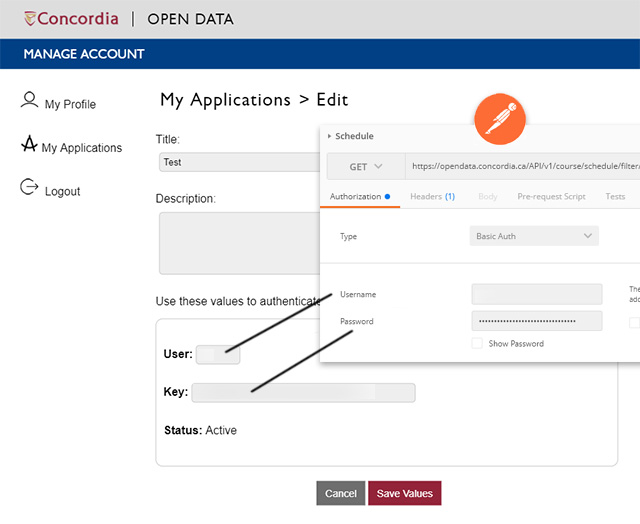 Concordia | OPEN DATA
MANAGE ACCOUNT
My Profile
My Applications
Logout
My Applications > Edit
Title:
Test
Description:
Use these values to authenticate
User:
Key:
Status: Active
Cancel
Save Values
Schedule
GET
https://opendata.concordia.ca/API/v1/course/schedule/filter/
Authorization
Headers (1)
Body
Pre-request Script
Tests
Type
Basic Auth
Username
The
Password
••••••••••••••••••••••••••••••••
Show Password